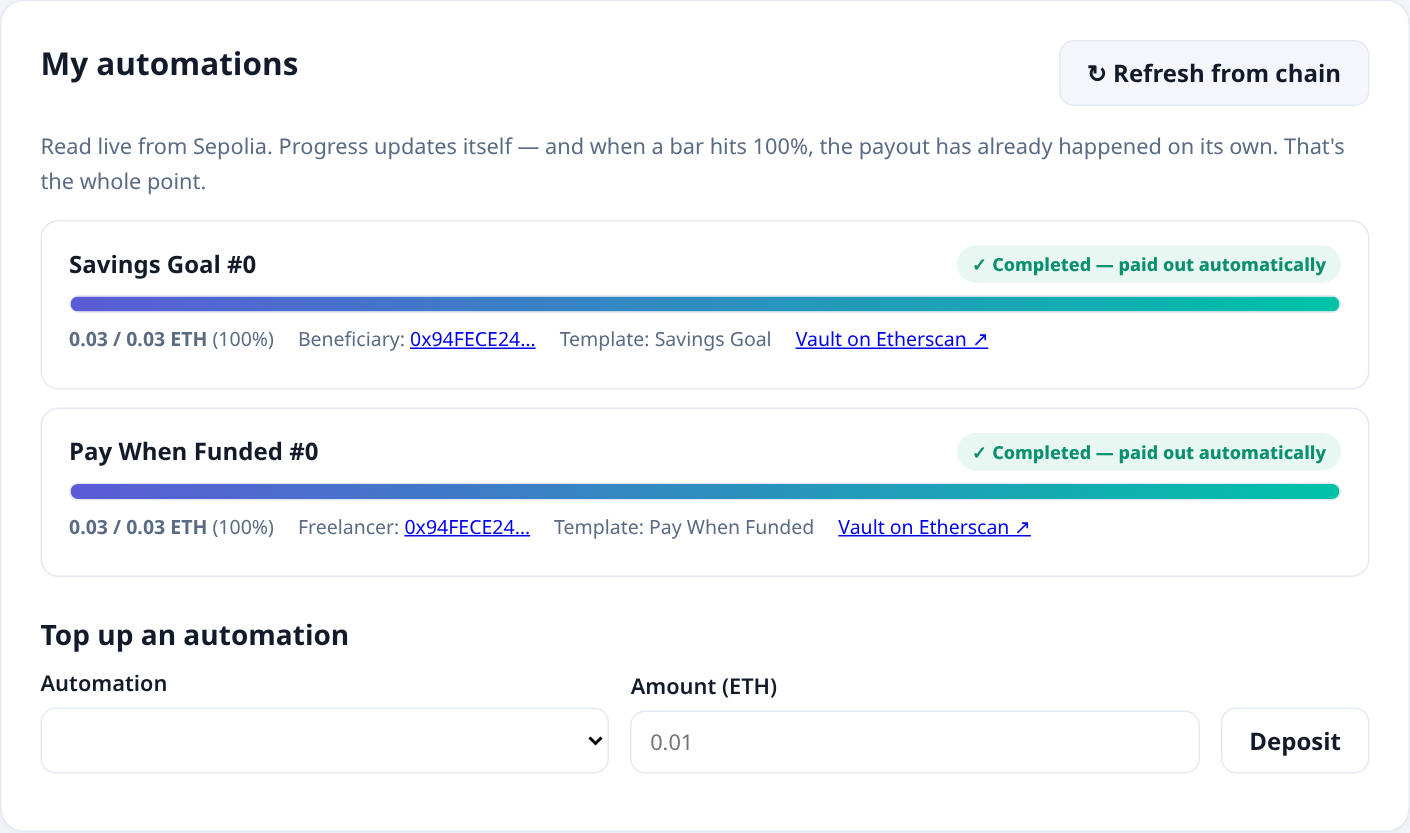 My automations
↻ Refresh from chain
Read live from Sepolia. Progress updates itself — and when a bar hits 100%, the payout has already happened on its own. That's
the whole point.
Savings Goal #0
✓ Completed — paid out automatically
0.03 / 0.03 ETH (100%) Beneficiary: 0x94FECE24... Template: Savings Goal Vault on Etherscan ↗
Pay When Funded #0
✓ Completed — paid out automatically
0.03 / 0.03 ETH (100%) Freelancer: 0x94FECE24... Template: Pay When Funded Vault on Etherscan ↗
Top up an automation
Automation
Amount (ETH)
0.01
Deposit